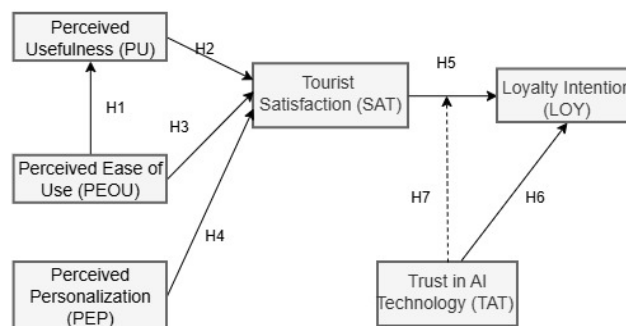 Perceived
Usefulness (PU)
H2
Tourist
Satisfaction (SAT)
H5
Loyalty Intention
(LOY)
H1
H3
Perceived Ease of
Use (PEOU)
H4
H7
H6
Perceived
Personalization
(PEP)
Trust in AI
Technology (TAT)